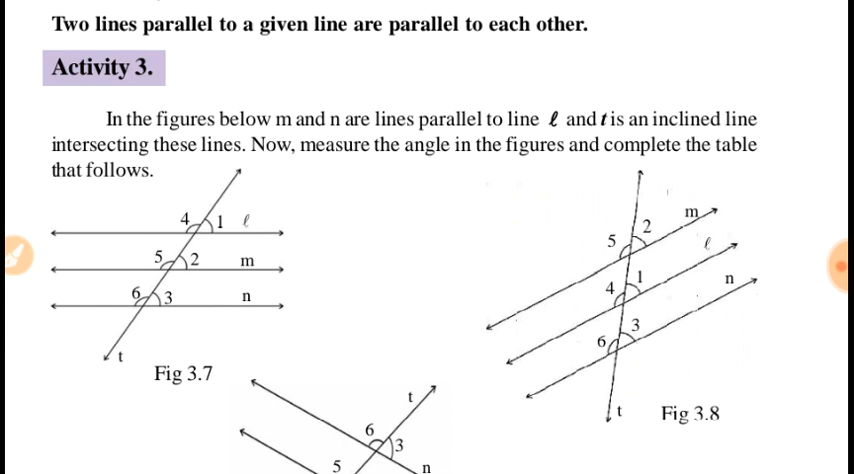 Two lines parallel to a given line are parallel to each other.
Activity 3.
In the figures below m and n are lines parallel to line ℓ and t is an inclined line
intersecting these lines. Now, measure the angle in the figures and complete the table
that follows.
4 1 ℓ
5 2 m
6 3 n
t
Fig 3.7
m
2
5
ℓ
4 1
n
3
6
t
Fig 3.8
t
6
3
5
n